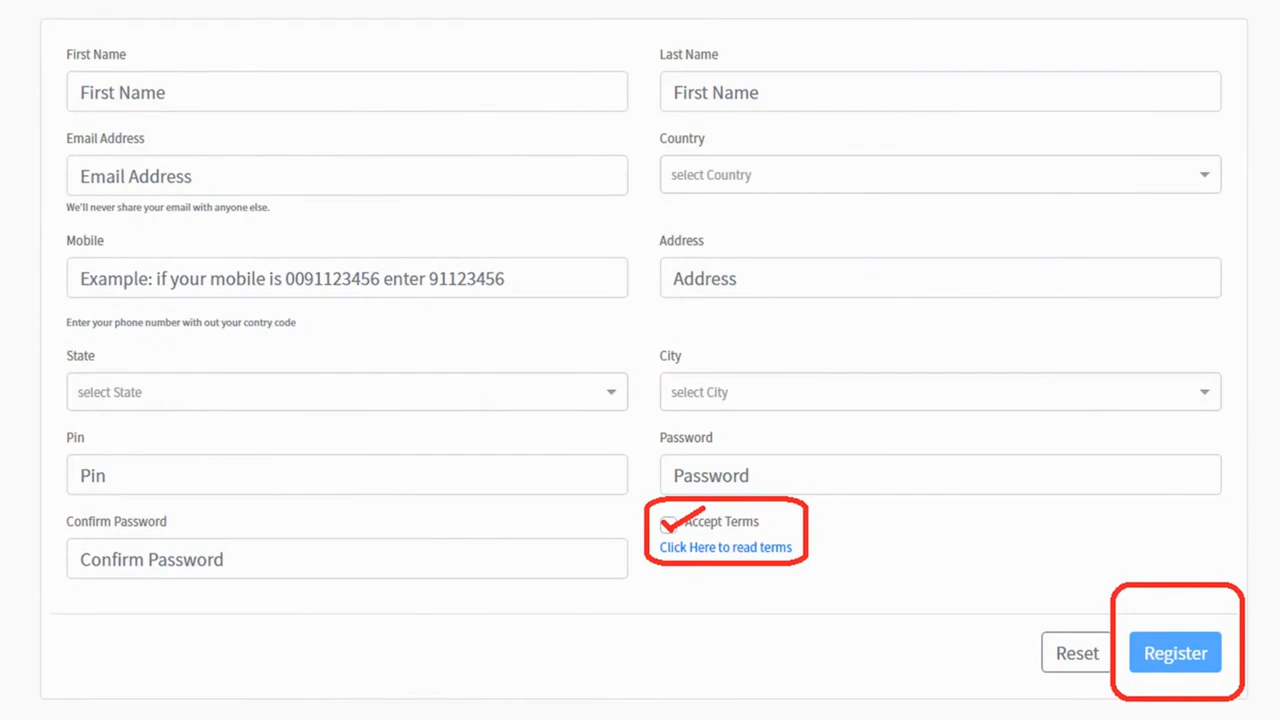 First Name
Last Name
First Name
First Name
Email Address
Country
Email Address
select Country
We'll never share your email with anyone else.
Mobile
Address
Example: if your mobile is 0091123456 enter 91123456
Address
Enter your phone number with out your contry code
State
City
select State
select City
Pin
Password
Pin
Password
Confirm Password
Accept Terms
Click Here to read terms
Confirm Password
Reset
Register